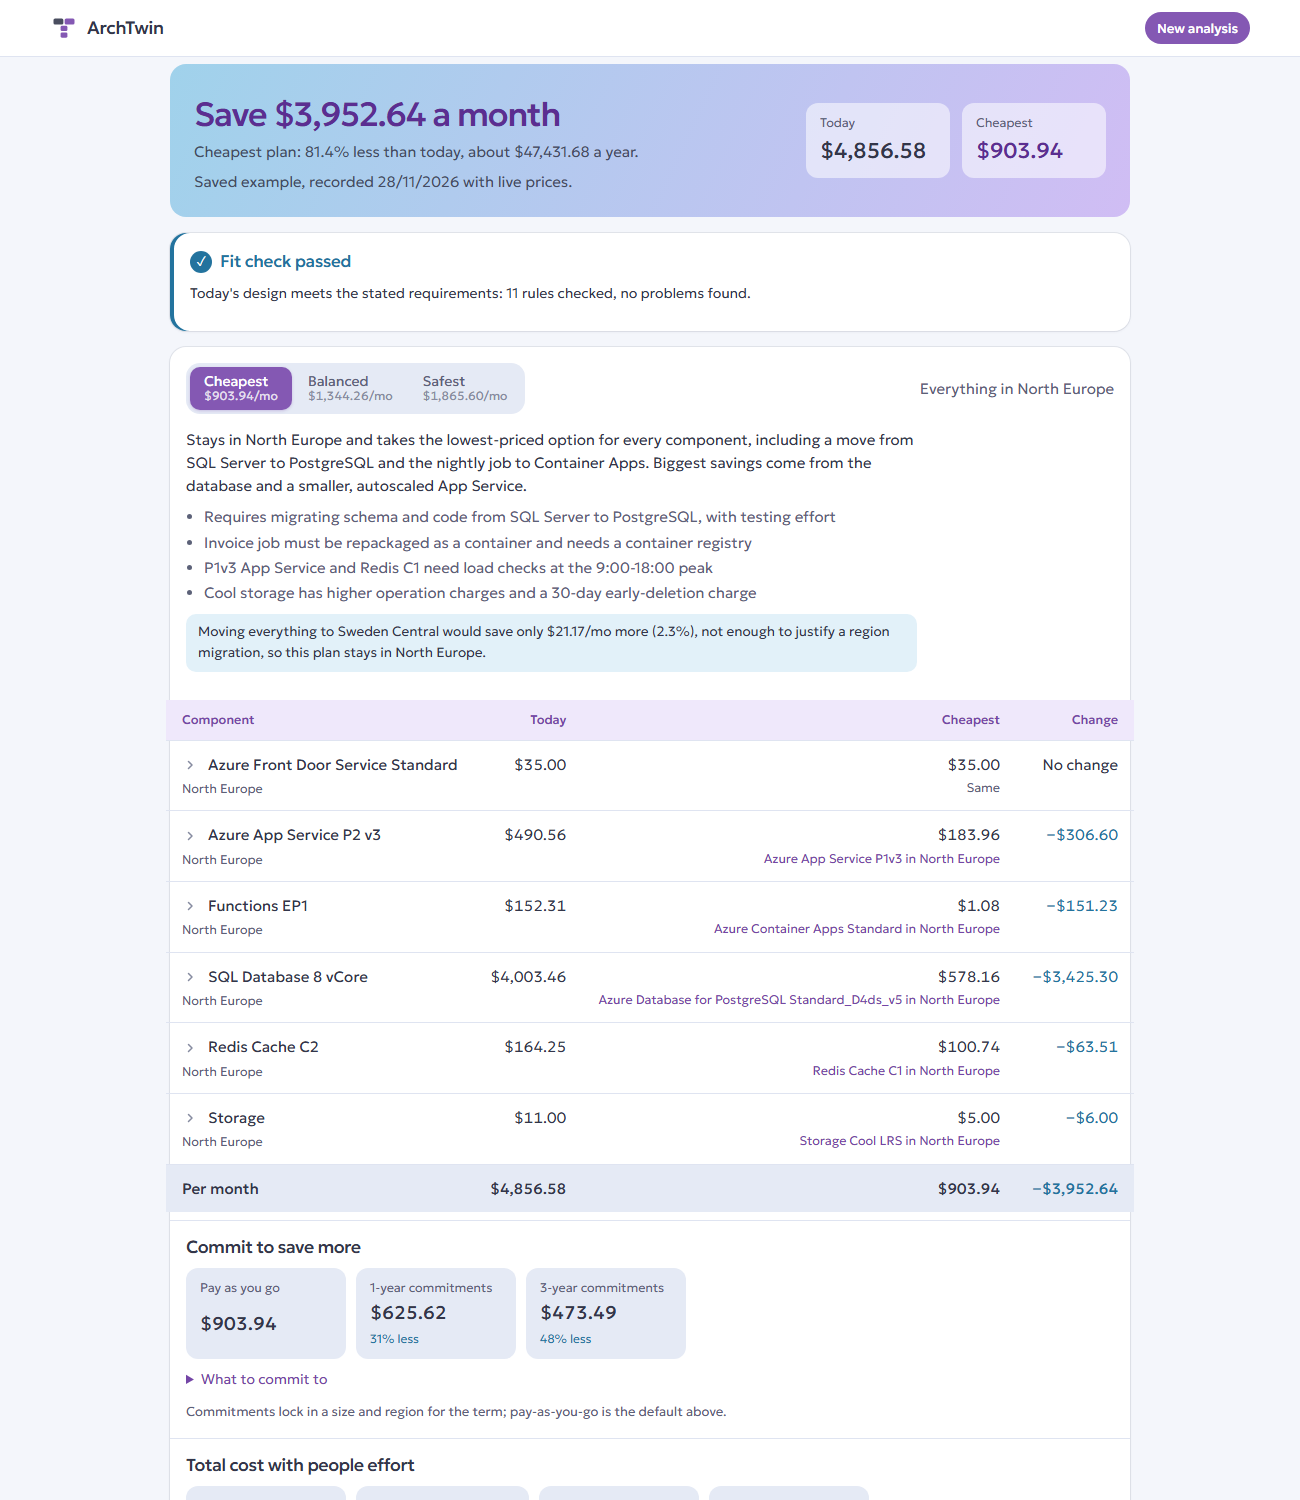 ArchTwin
New analysis
Save $3,952.64 a month
Cheapest plan: 81.4% less than today, about $47,431.68 a year.
Saved example, recorded 28/11/2026 with live prices.
Today
$4,856.58
Cheapest
$903.94
Fit check passed
Today's design meets the stated requirements: 11 rules checked, no problems found.
Cheapest
$903.94/mo
Balanced
$1,344.26/mo
Safest
$1,865.60/mo
Everything in North Europe
Stays in North Europe and takes the lowest-priced option for every component, including a move from
SQL Server to PostgreSQL and the nightly job to Container Apps. Biggest savings come from the
database and a smaller, autoscaled App Service.
• Requires migrating schema and code from SQL Server to PostgreSQL, with testing effort
• Invoice job must be repackaged as a container and needs a container registry
• P1v3 App Service and Redis C1 need load checks at the 9:00-18:00 peak
• Cool storage has higher operation charges and a 30-day early-deletion charge
Moving everything to Sweden Central would save only $21.17/mo more (2.3%), not enough to justify a region
migration, so this plan stays in North Europe.
Component Today Cheapest Change
Azure Front Door Service Standard $35.00 $35.00 No change
North Europe Same
Azure App Service P2 v3 $490.56 $183.96 −$306.60
North Europe Azure App Service P1v3 in North Europe
Functions EP1 $152.31 $1.08 −$151.23
North Europe Azure Container Apps Standard in North Europe
SQL Database 8 vCore $4,003.46 $578.16 −$3,425.30
North Europe Azure Database for PostgreSQL Standard_D4ds_v5 in North Europe
Redis Cache C2 $164.25 $100.74 −$63.51
North Europe Redis Cache C1 in North Europe
Storage $11.00 $5.00 −$6.00
North Europe Storage Cool LRS in North Europe
Per month $4,856.58 $903.94 −$3,952.64
Commit to save more
Pay as you go
$903.94
1-year commitments
$625.62
31% less
3-year commitments
$473.49
48% less
What to commit to
Commitments lock in a size and region for the term; pay-as-you-go is the default above.
Total cost with people effort